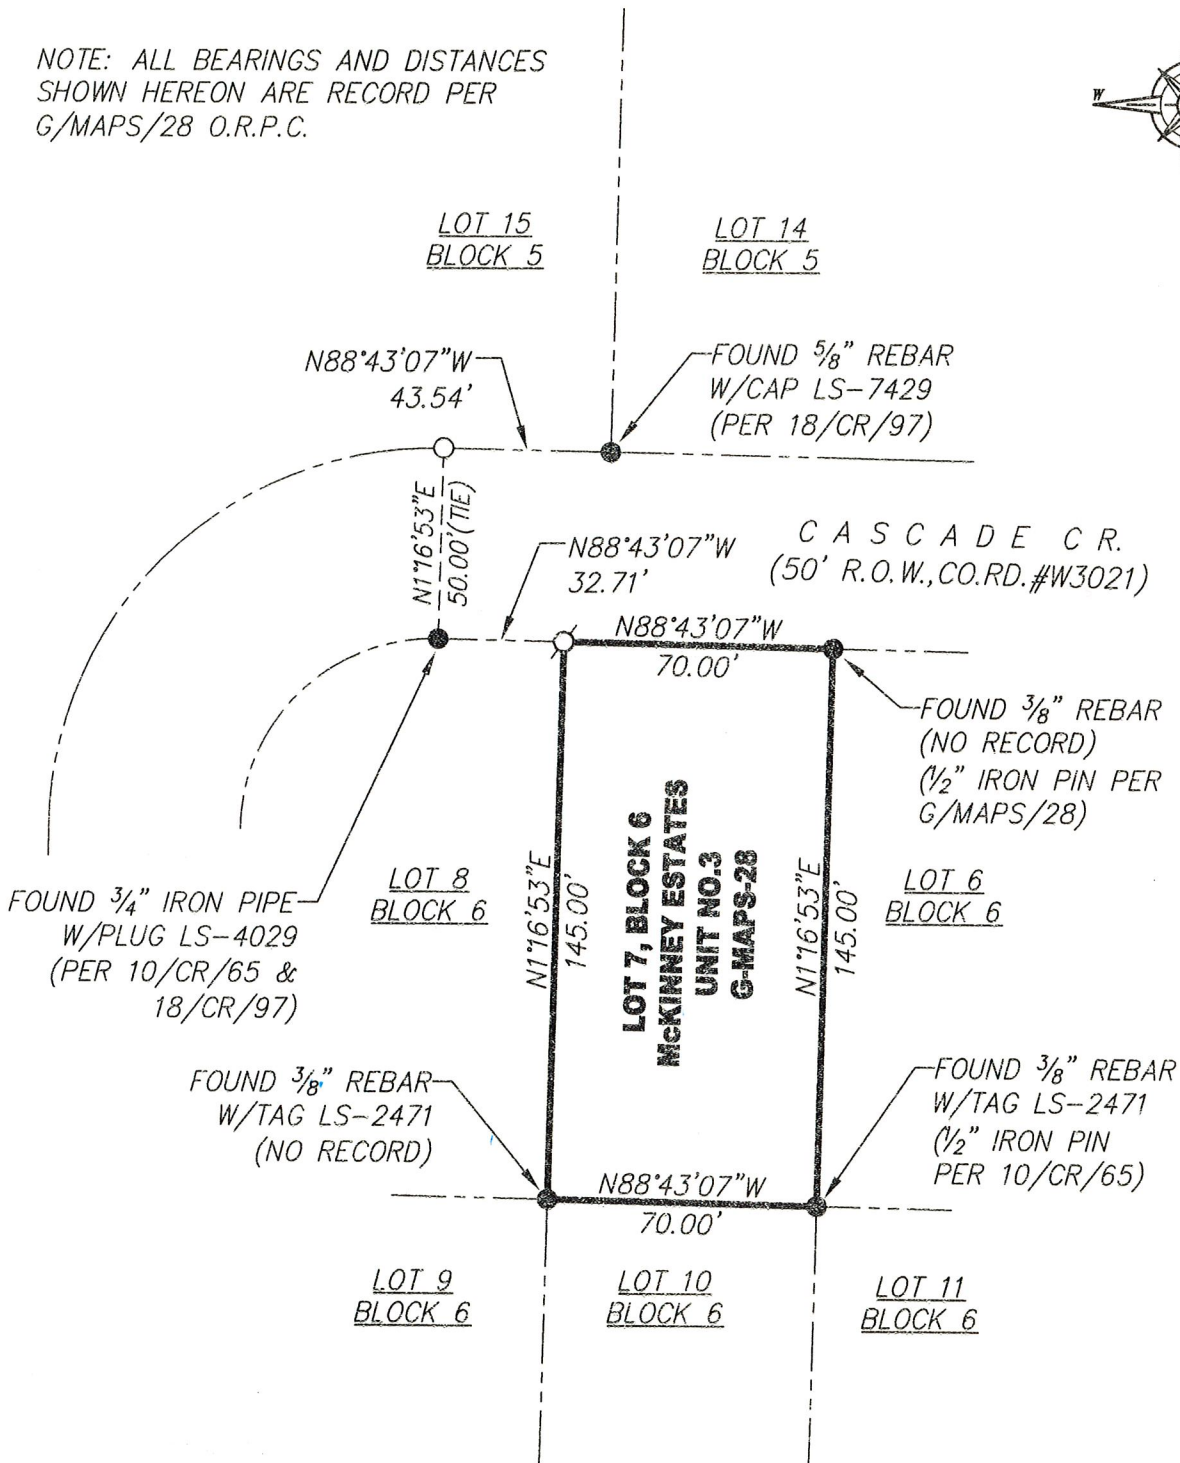 NOTE: ALL BEARINGS AND DISTANCES
SHOWN HEREON ARE RECORD PER
G/MAPS/28 O.R.P.C.
W
LOT 15
BLOCK 5
LOT 14
BLOCK 5
N88°43'07"W
43.54'
FOUND 5/8" REBAR
W/CAP LS-7429
(PER 18/CR/97)
N1°16'53"E
50.00'(TIE)
N88°43'07"W
32.71'
CASCADE CR.
(50' R.O.W.,CO.RD.#W3021)
N88°43'07"W
70.00'
FOUND 3/8" REBAR
(NO RECORD)
(1/2" IRON PIN PER
G/MAPS/28)
FOUND 3/4" IRON PIPE
W/PLUG LS-4029
(PER 10/CR/65 &
18/CR/97)
LOT 8
BLOCK 6
N1°16'53"E
145.00'
LOT 7, BLOCK 6
McKINNEY ESTATES
UNIT NO.3
G-MAPS-28
N1°16'53"E
145.00'
LOT 6
BLOCK 6
FOUND 3/8" REBAR
W/TAG LS-2471
(NO RECORD)
FOUND 3/8" REBAR
W/TAG LS-2471
(1/2" IRON PIN
PER 10/CR/65)
N88°43'07"W
70.00'
LOT 9
BLOCK 6
LOT 10
BLOCK 6
LOT 11
BLOCK 6